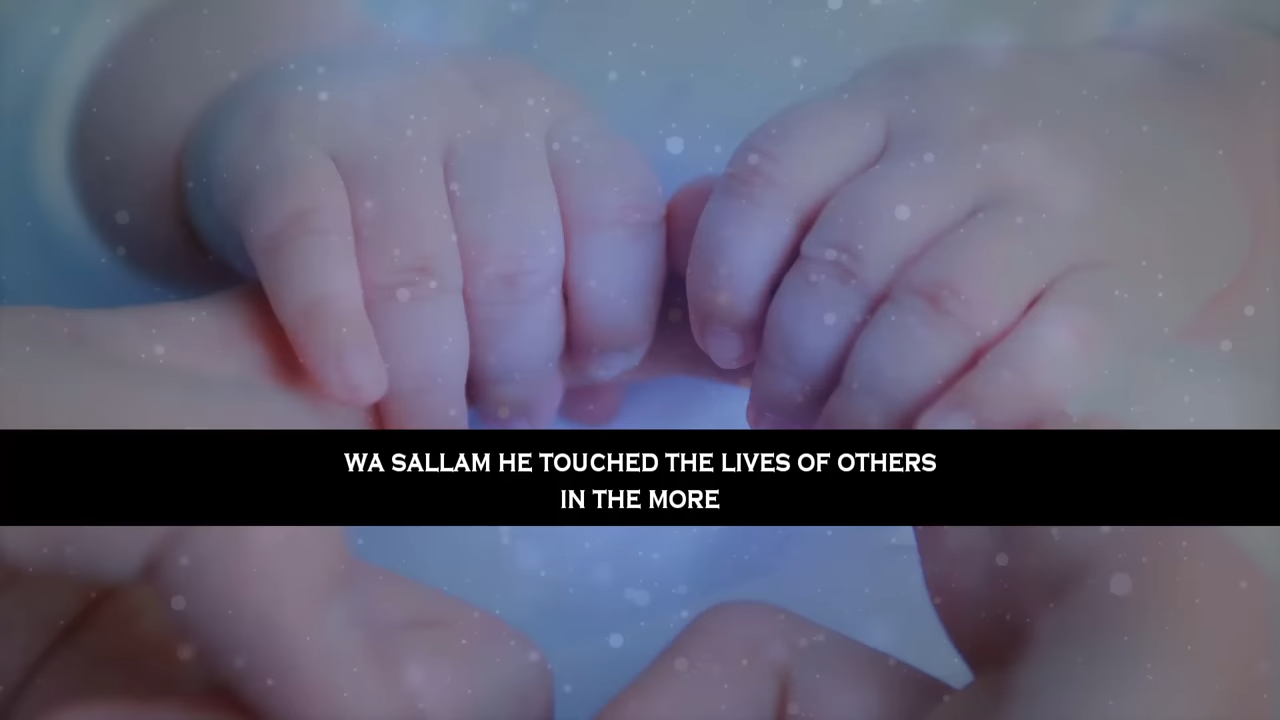 WA SALLAM HE TOUCHED THE LIVES OF OTHERS
IN THE MORE